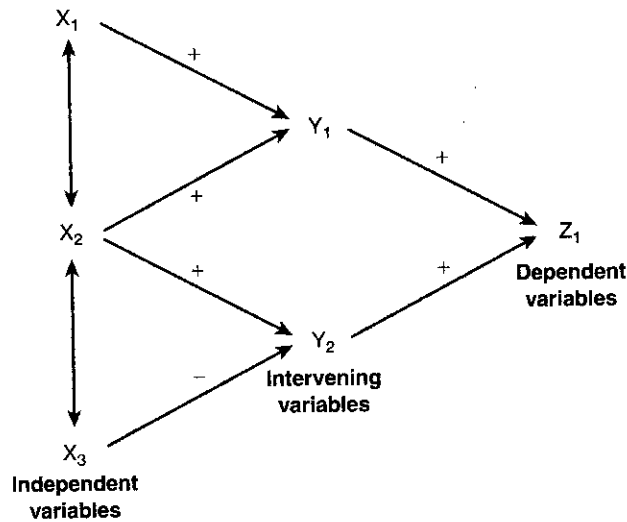 X₁
+
Y₁
+
+
X₂
Z₁
+
+
Dependent
variables
Y₂
−
Intervening
variables
X₃
Independent
variables